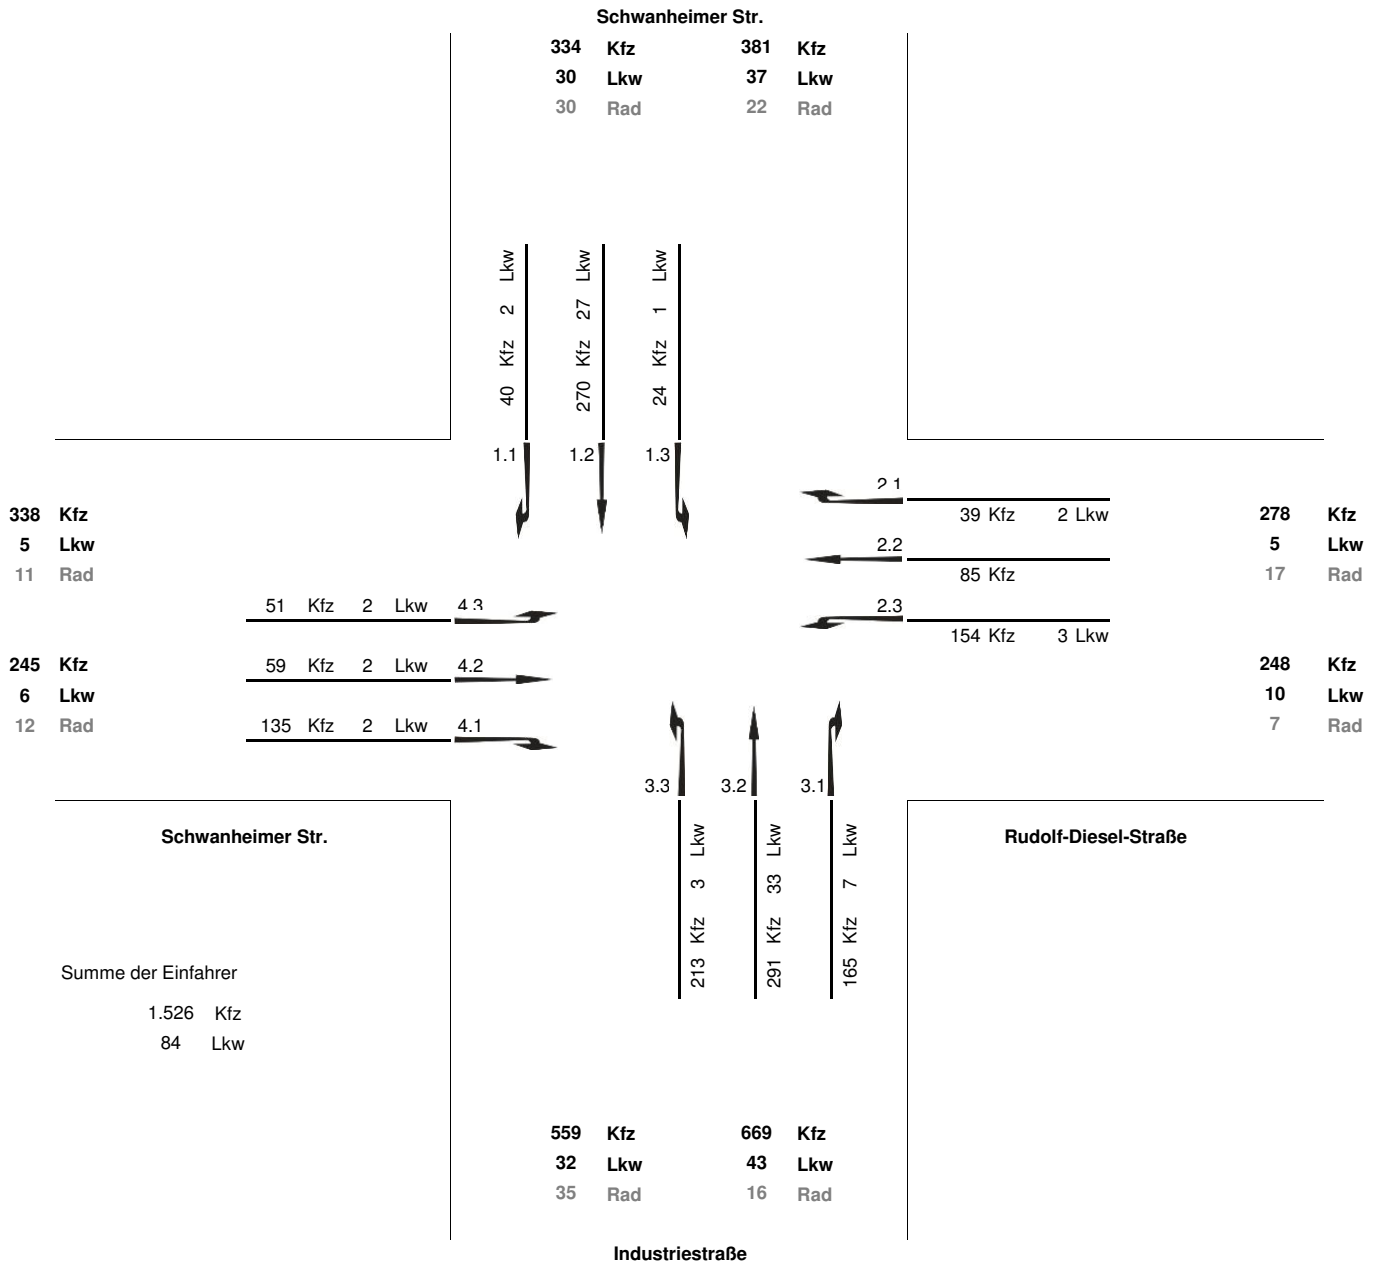 Schwanheimer Str.
334 Kfz 381 Kfz
30 Lkw 37 Lkw
30 Rad 22 Rad
40 Kfz 2 Lkw
270 Kfz 27 Lkw
24 Kfz 1 Lkw
1.1 1.2 1.3
338 Kfz
5 Lkw
11 Rad
51 Kfz 2 Lkw 4.3
245 Kfz
6 Lkw
12 Rad
59 Kfz 2 Lkw 4.2
135 Kfz 2 Lkw 4.1
2.1
39 Kfz 2 Lkw
2.2
85 Kfz
2.3
154 Kfz 3 Lkw
278 Kfz
5 Lkw
17 Rad
248 Kfz
10 Lkw
7 Rad
3.3 3.2 3.1
213 Kfz 3 Lkw
291 Kfz 33 Lkw
165 Kfz 7 Lkw
Schwanheimer Str.
Rudolf-Diesel-Straße
Summe der Einfahrer
1.526 Kfz
84 Lkw
559 Kfz 669 Kfz
32 Lkw 43 Lkw
35 Rad 16 Rad
Industriestraße